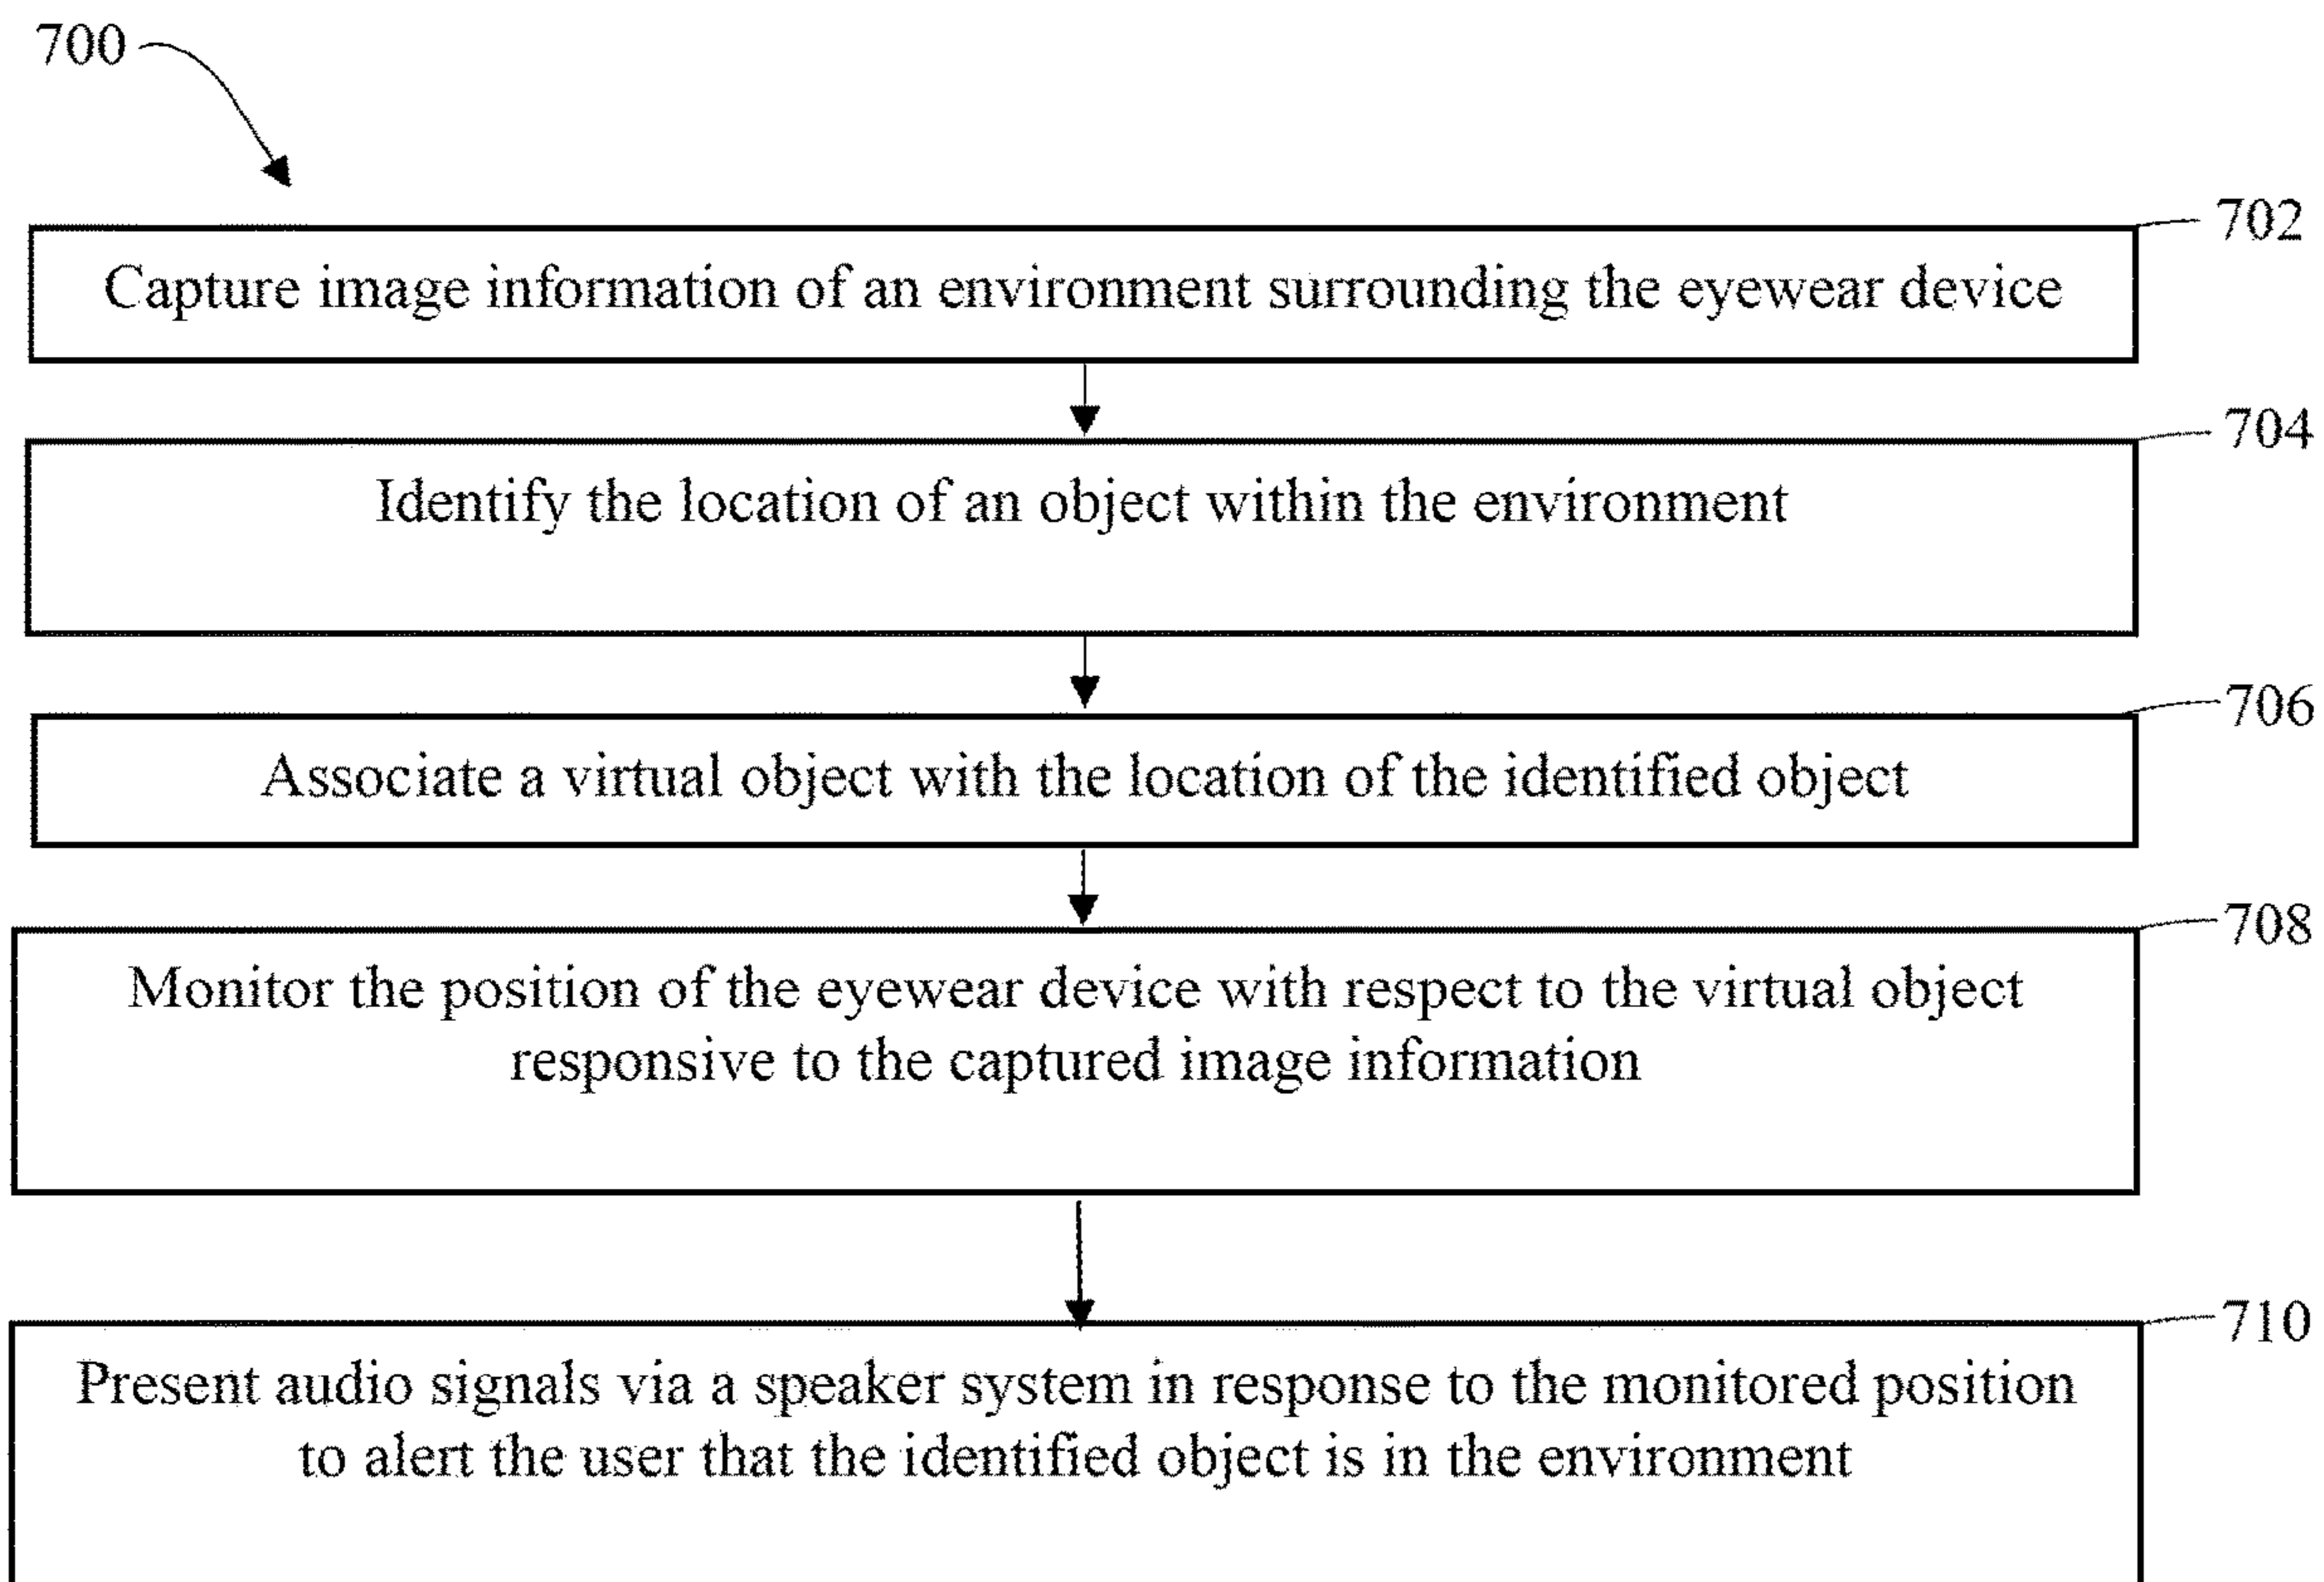 700
702
Capture image information of an environment surrounding the eyewear device
704
Identify the location of an object within the environment
706
Associate a virtual object with the location of the identified object
708
Monitor the position of the eyewear device with respect to the virtual object
responsive to the captured image information
710
Present audio signals via a speaker system in response to the monitored position
to alert the user that the identified object is in the environment